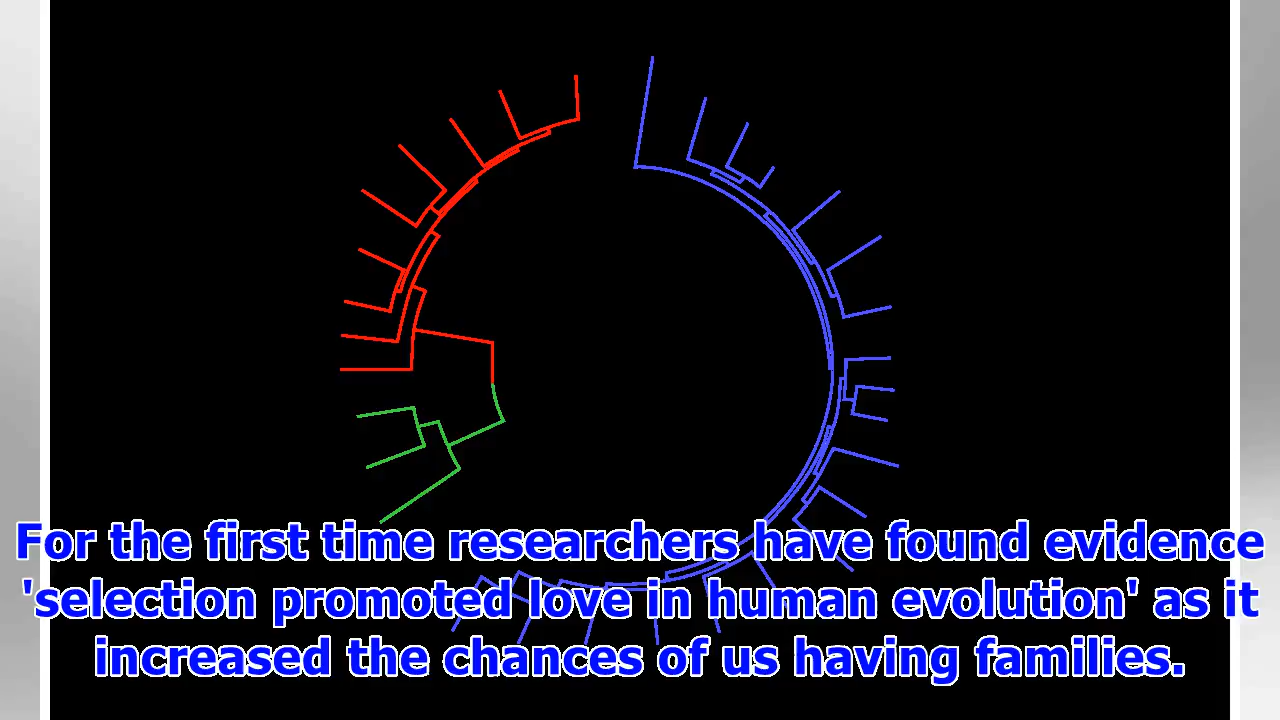 For the first time researchers have found evidence
'selection promoted love in human evolution' as it
increased the chances of us having families.